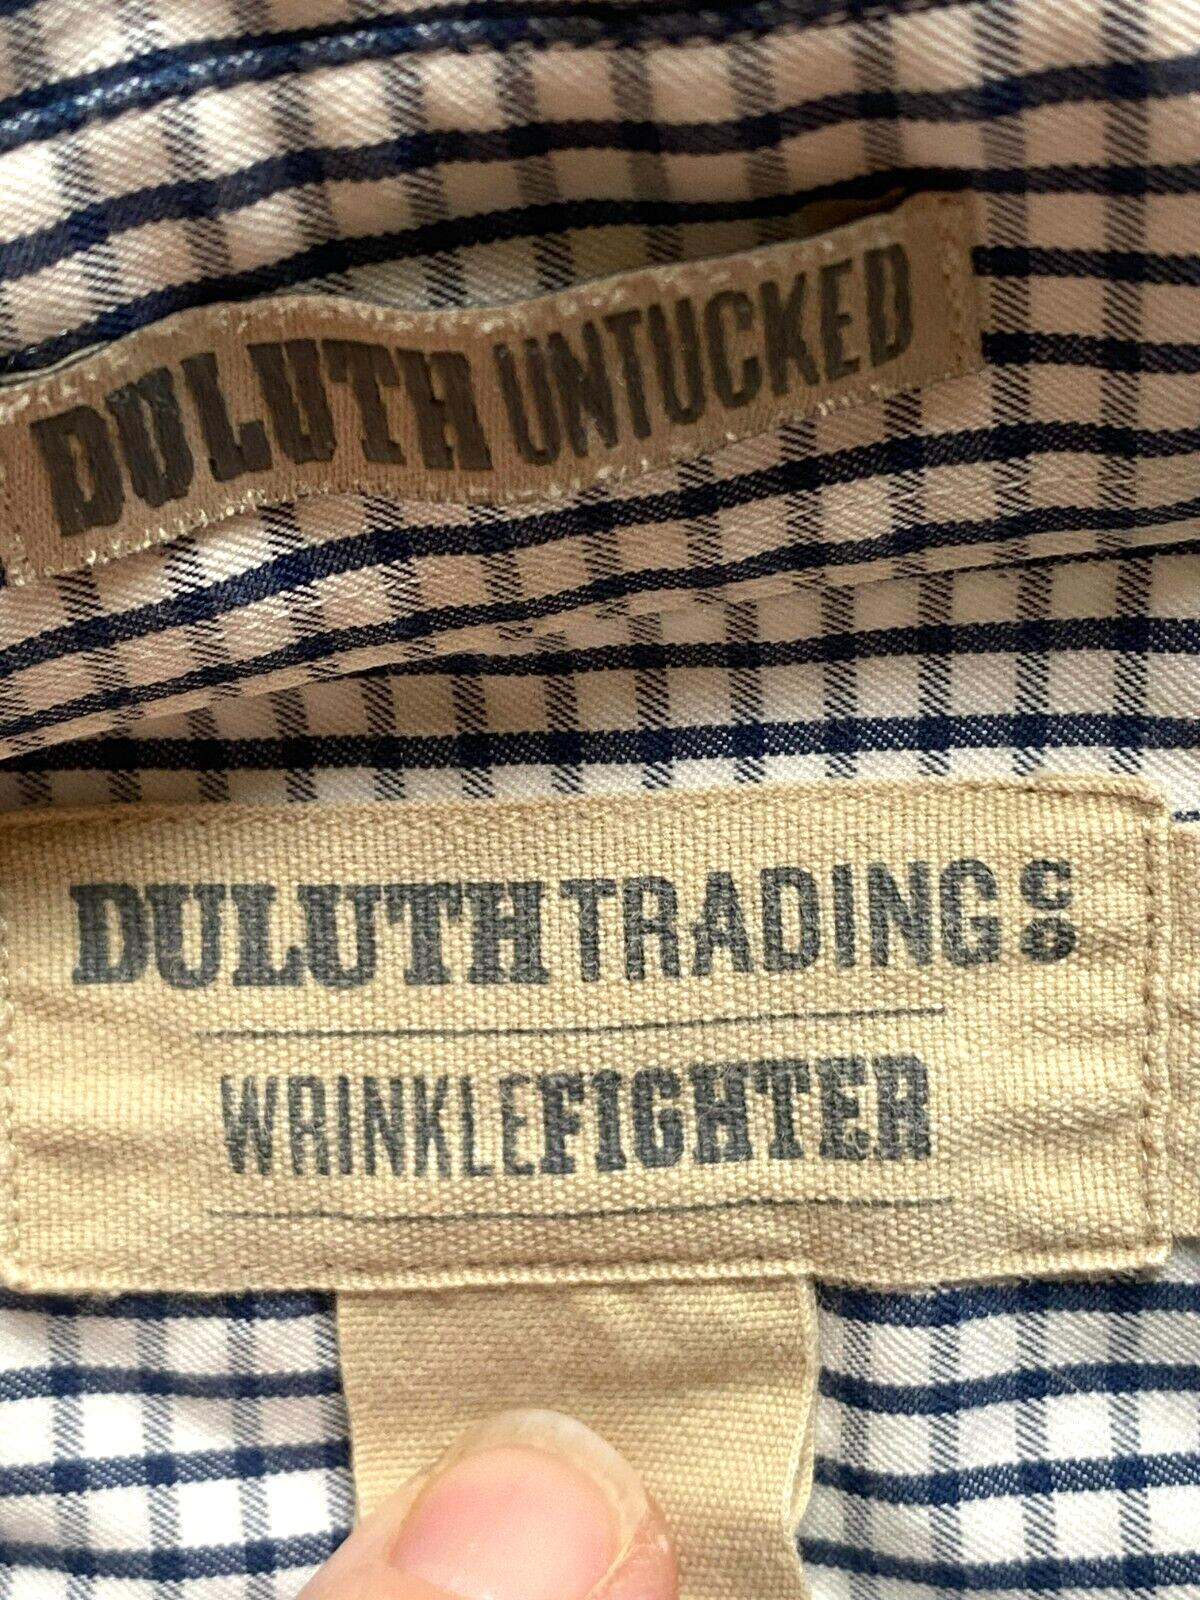 DULUTH UNTUCKED
DULUTH TRADING CO
WRINKLEFIGHTER